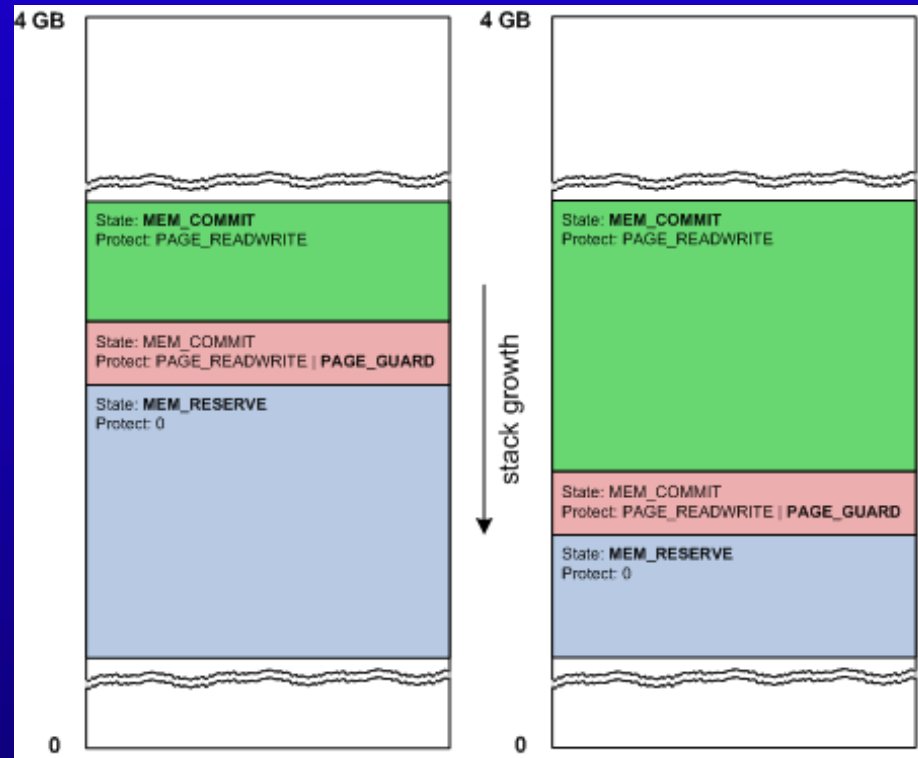 4 GB
State: MEM_COMMIT
Protect: PAGE_READWRITE
State: MEM_COMMIT
Protect: PAGE_READWRITE | PAGE_GUARD
State: MEM_RESERVE
Protect: 0
0
stack growth
4 GB
State: MEM_COMMIT
Protect: PAGE_READWRITE
State: MEM_COMMIT
Protect: PAGE_READWRITE | PAGE_GUARD
State: MEM_RESERVE
Protect: 0
0